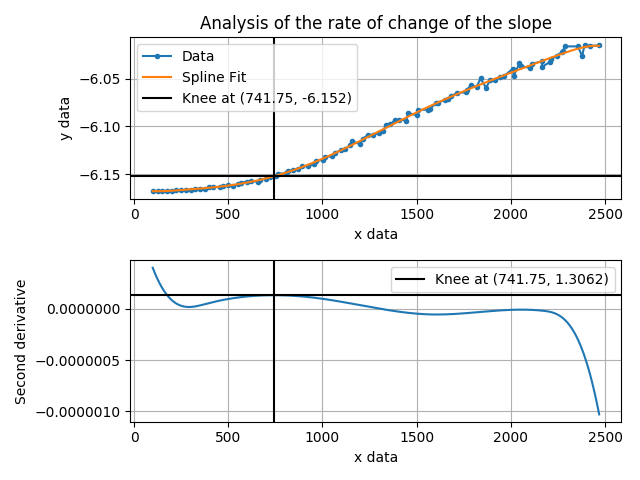 Analysis of the rate of change of the slope
Data
Spline Fit
Knee at (741.75, -6.152)
−6.05
−6.10
−6.15
y data
0 500 1000 1500 2000 2500
x data
Knee at (741.75, 1.3062)
0.0000000
−0.0000005
−0.0000010
Second derivative
0 500 1000 1500 2000 2500
x data